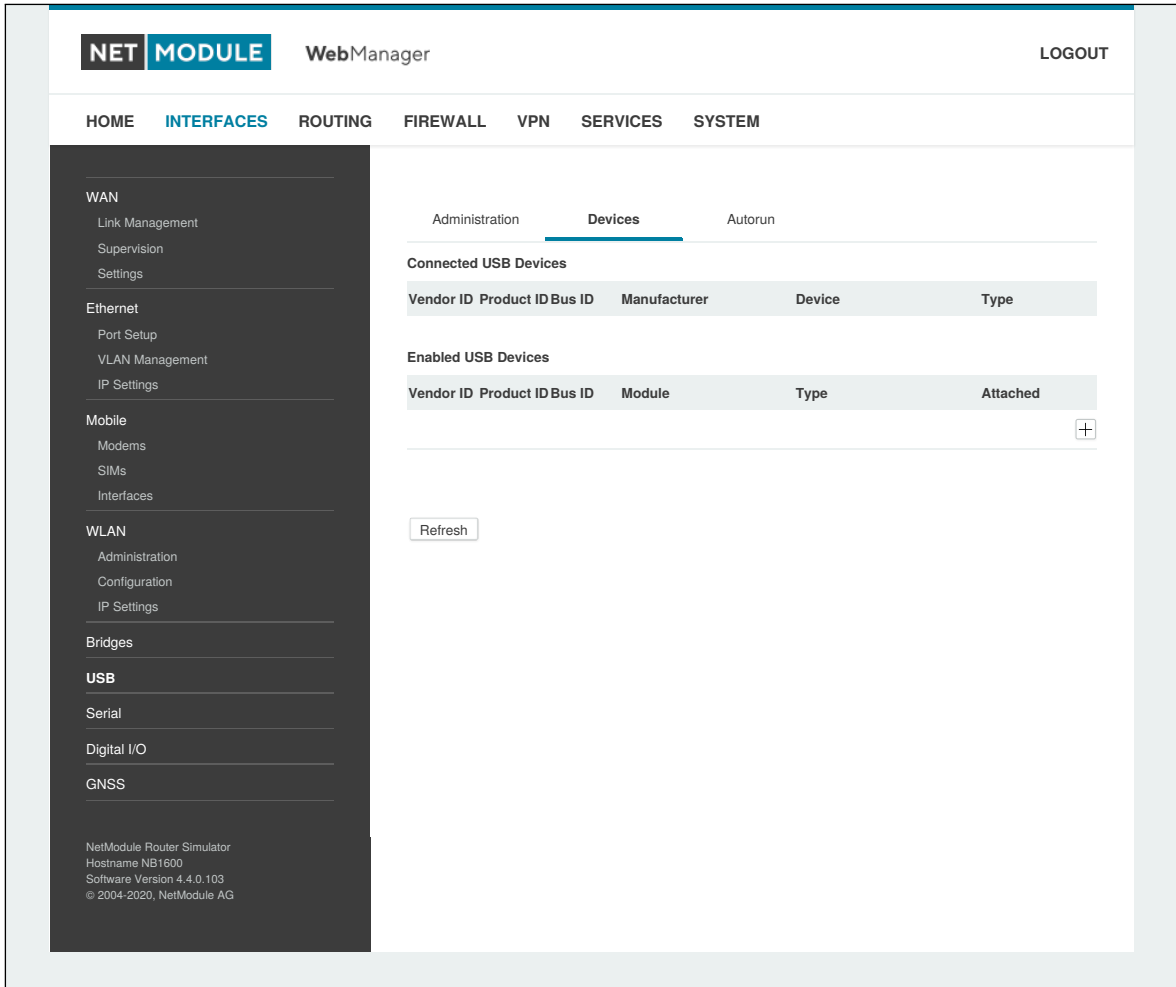 NET MODULE WebManager LOGOUT
HOME INTERFACES ROUTING FIREWALL VPN SERVICES SYSTEM
WAN
Link Management
Supervision
Settings
Ethernet
Port Setup
VLAN Management
IP Settings
Mobile
Modems
SIMs
Interfaces
WLAN
Administration
Configuration
IP Settings
Bridges
USB
Serial
Digital I/O
GNSS
NetModule Router Simulator
Hostname NB1600
Software Version 4.4.0.103
© 2004-2020, NetModule AG
Administration Devices Autorun
Connected USB Devices
Vendor ID Product ID Bus ID Manufacturer Device Type
Enabled USB Devices
Vendor ID Product ID Bus ID Module Type Attached
Refresh